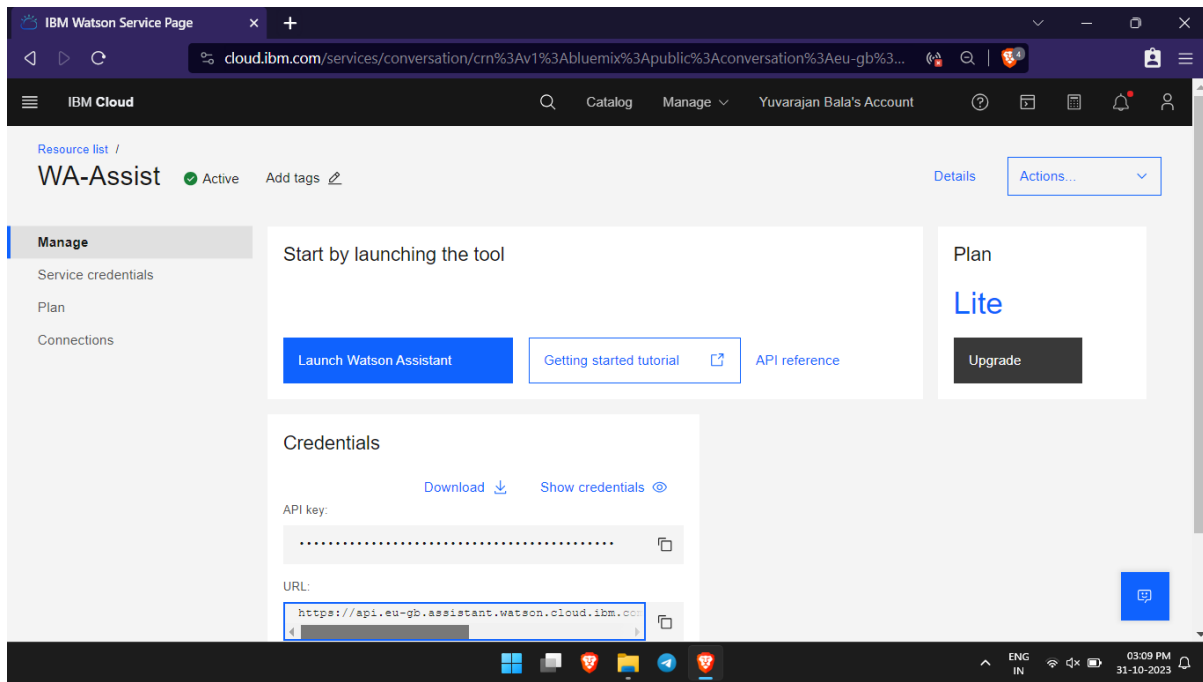 IBM Watson Service Page
cloud.ibm.com/services/conversation/crn%3Av1%3Abluemix%3Apublic%3Aconversation%3Aeu-gb%3...
4
IBM Cloud Catalog Manage Yuvarajan Bala's Account
Resource list /
WA-Assist Active Add tags Details Actions...
Manage
Service credentials
Plan
Connections
Start by launching the tool
Launch Watson Assistant Getting started tutorial API reference
Plan
Lite
Upgrade
Credentials
Download Show credentials
API key:
URL:
https://api.eu-gb.assistant.watson.cloud.ibm.com
ENG
IN
03:09 PM
31-10-2023